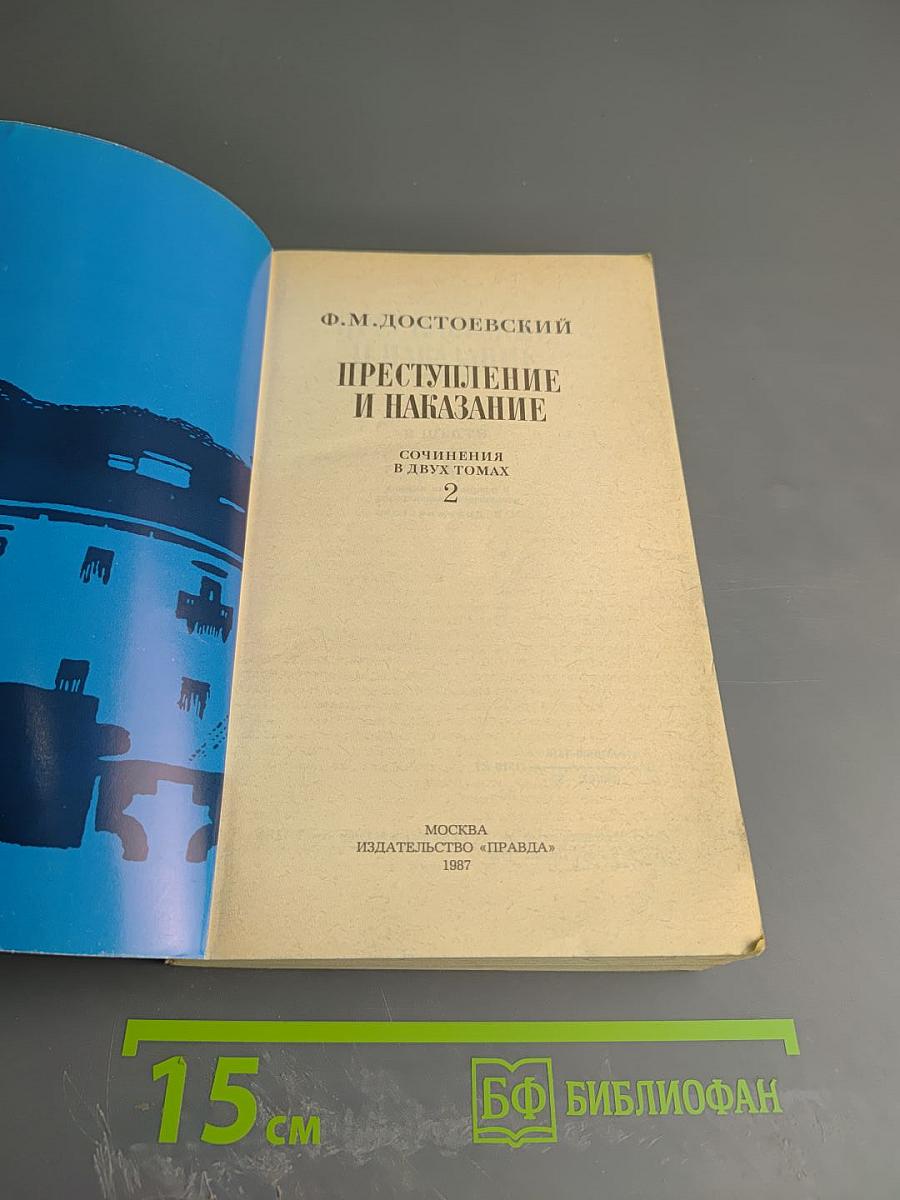 Ф.М.ДОСТОЕВСКИЙ
ПРЕСТУПЛЕНИЕ
И НАКАЗАНИЕ
СОЧИНЕНИЯ
В ДВУХ ТОМАХ
2
МОСКВА
ИЗДАТЕЛЬСТВО «ПРАВДА»
1987
15 см
БФ БИБЛИОФАН